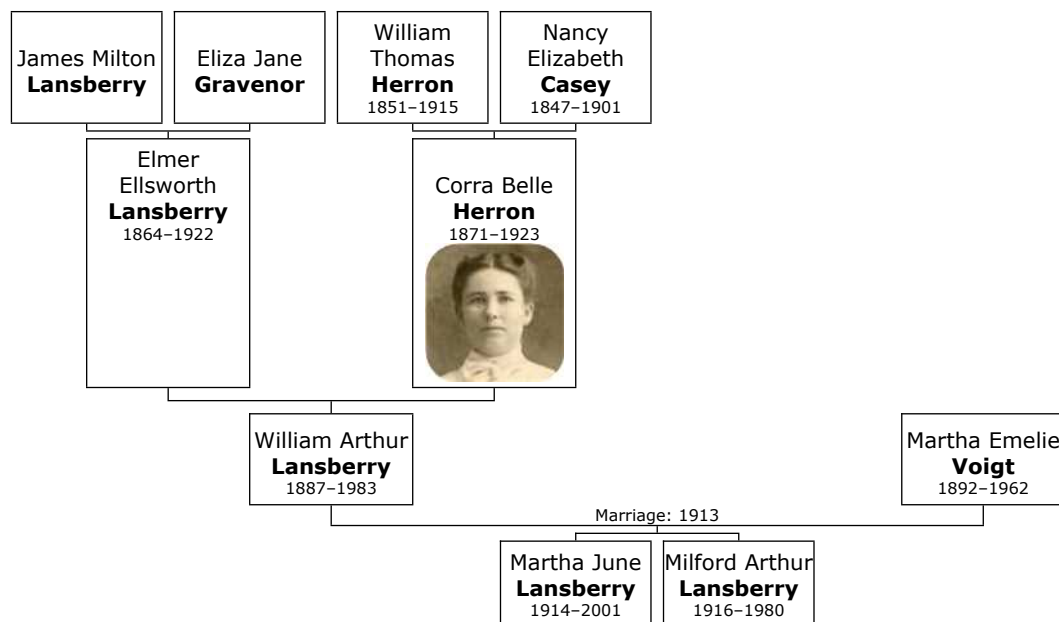 James Milton
Lansberry
Eliza Jane
Gravenor
William
Thomas
Herron
1851–1915
Nancy
Elizabeth
Casey
1847–1901
Elmer
Ellsworth
Lansberry
1864–1922
Corra Belle
Herron
1871–1923
William Arthur
Lansberry
1887–1983
Martha Emelie
Voigt
1892–1962
Marriage: 1913
Martha June
Lansberry
1914–2001
Milford Arthur
Lansberry
1916–1980